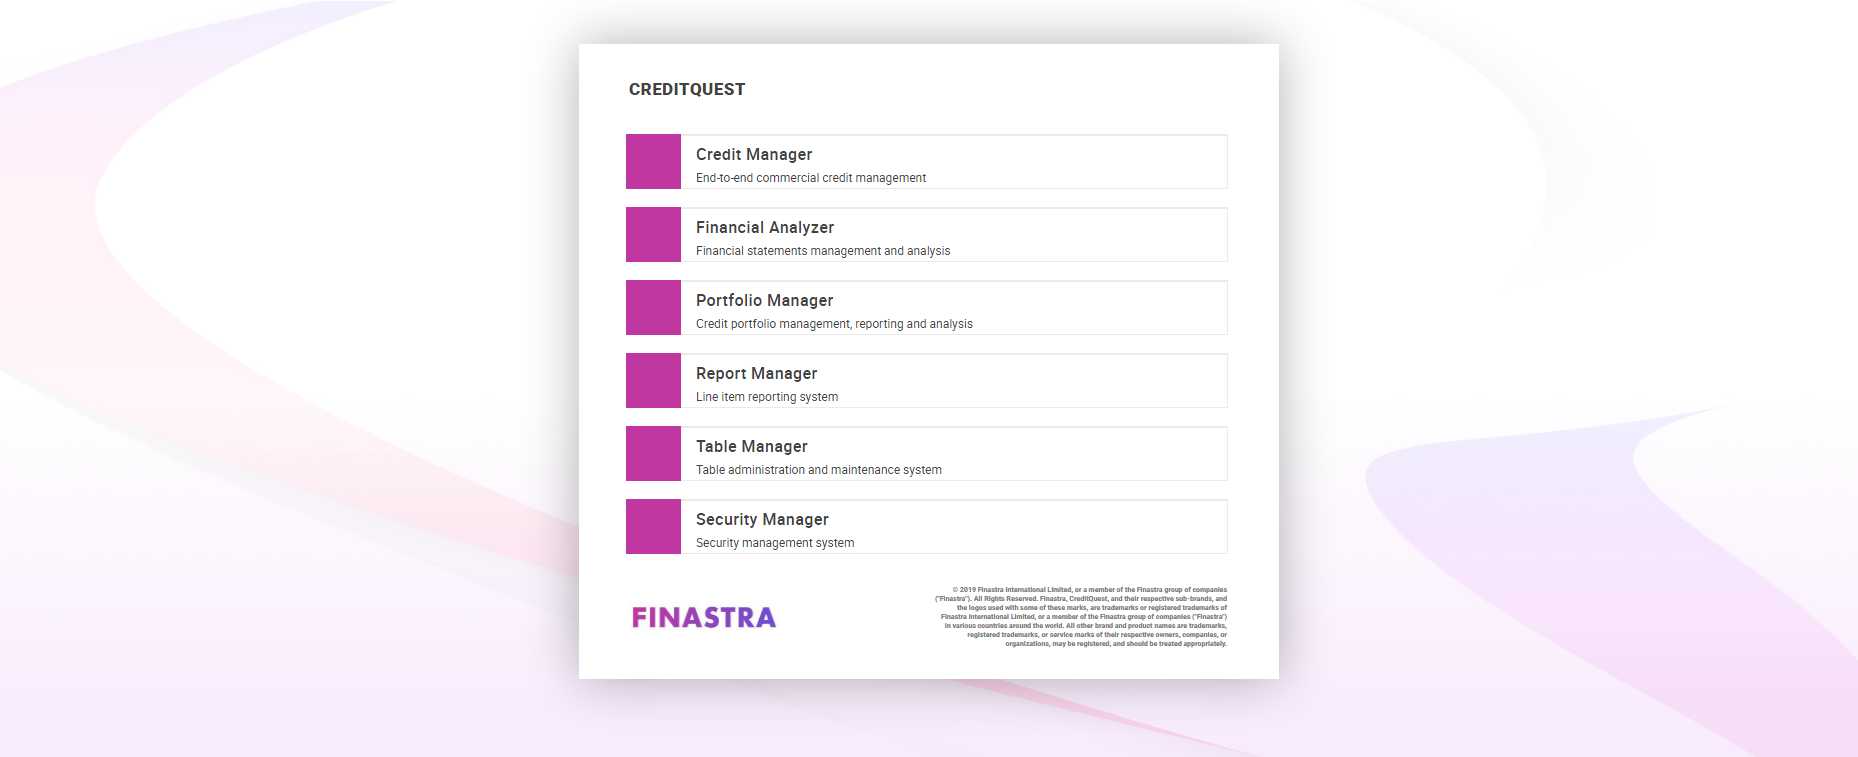 CREDITQUEST
Credit Manager
End-to-end commercial credit management
Financial Analyzer
Financial statements management and analysis
Portfolio Manager
Credit portfolio management, reporting and analysis
Report Manager
Line item reporting system
Table Manager
Table administration and maintenance system
Security Manager
Security management system
FINASTRA
© 2019 Finastra International Limited, or a member of the Finastra group of companies
("Finastra"). All Rights Reserved. Finastra, CreditQuest, and their respective sub-brands, and
the logos used with some of these marks, are trademarks or registered trademarks of
Finastra International Limited, or a member of the Finastra group of companies ("Finastra")
in various countries around the world. All other brand and product names are trademarks,
registered trademarks, or service marks of their respective owners, companies, or
organizations, may be registered, and should be treated appropriately.